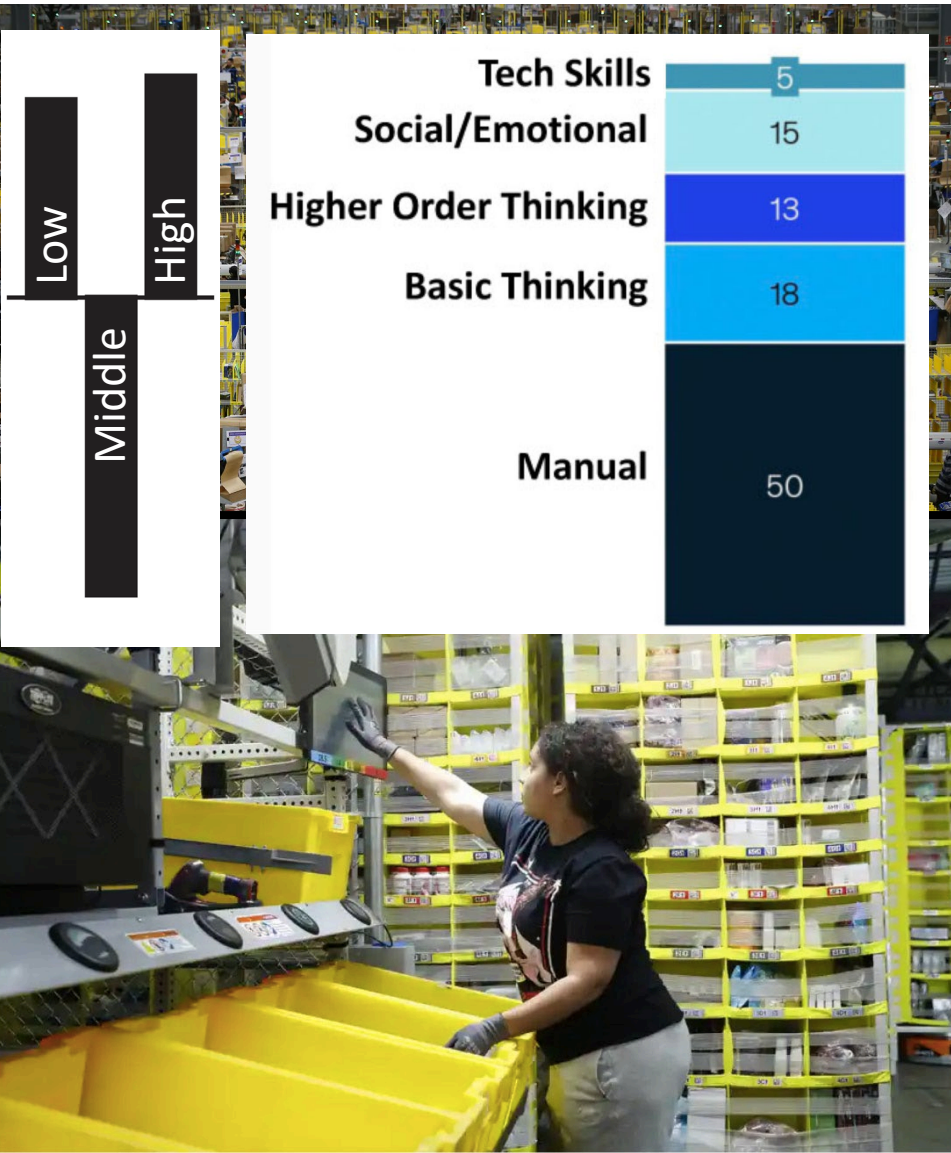 Low
High
Middle
Tech Skills
5
Social/Emotional
15
Higher Order Thinking
13
Basic Thinking
18
Manual
50